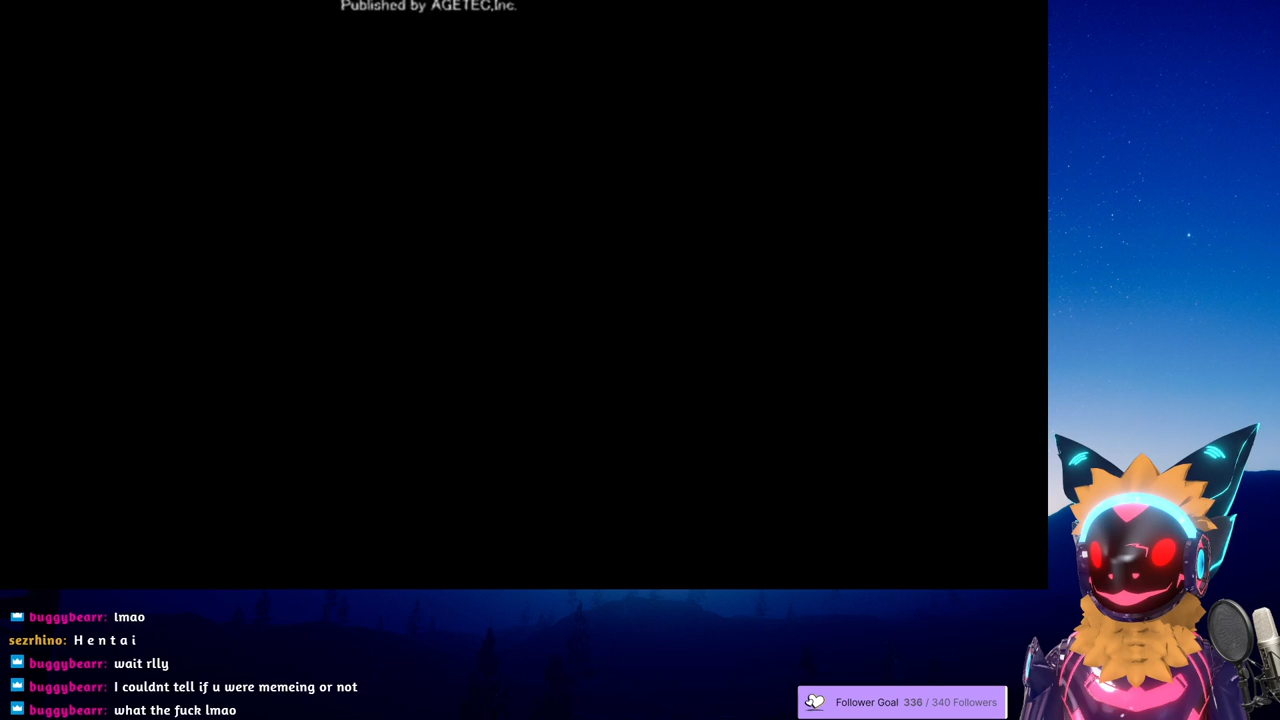 Published by AGETEC,Inc.
buggybearr: lmao
sezrhino: H e n t a i
buggybearr: wait rlly
buggybearr: I couldnt tell if u were memeing or not
buggybearr: what the fuck lmao
Follower Goal 336 / 340 Followers